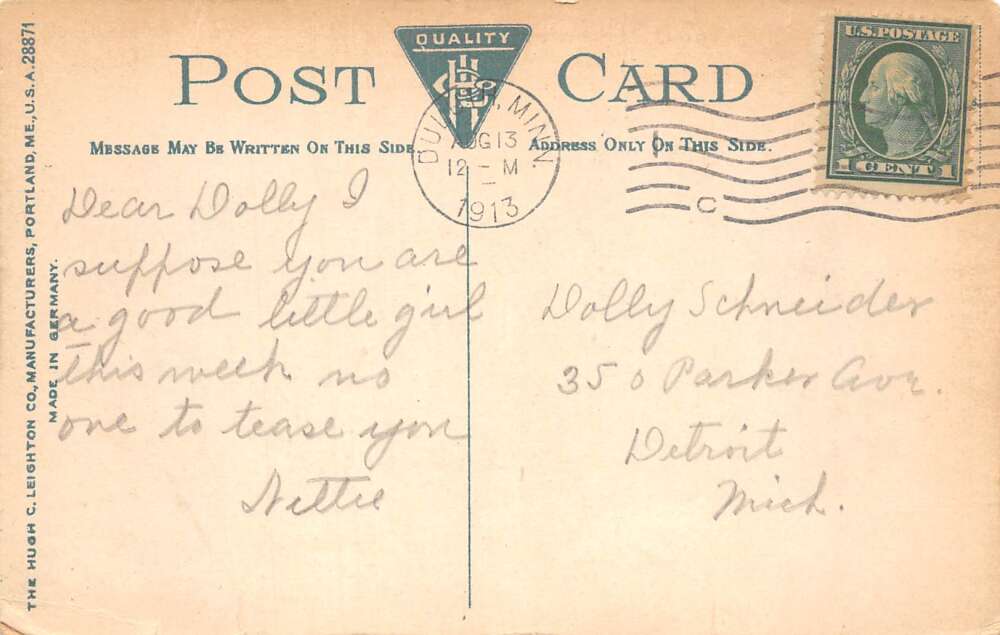 QUALITY
POST CARD
U.S. POSTAGE
1 CENT 1
DULUTH, MINN.
AUG 13
12 - M
1913
C
MESSAGE MAY BE WRITTEN ON THIS SIDE.
ADDRESS ONLY ON THIS SIDE.
Dear Dolly I
suppose you are
a good little girl
this week no
one to tease you
Nettie
Dolly Schneider
350 Parker Ave.
Detroit
Mich.
THE HUGH C. LEIGHTON CO., MANUFACTURERS, PORTLAND, ME., U.S.A. 28871
MADE IN GERMANY.